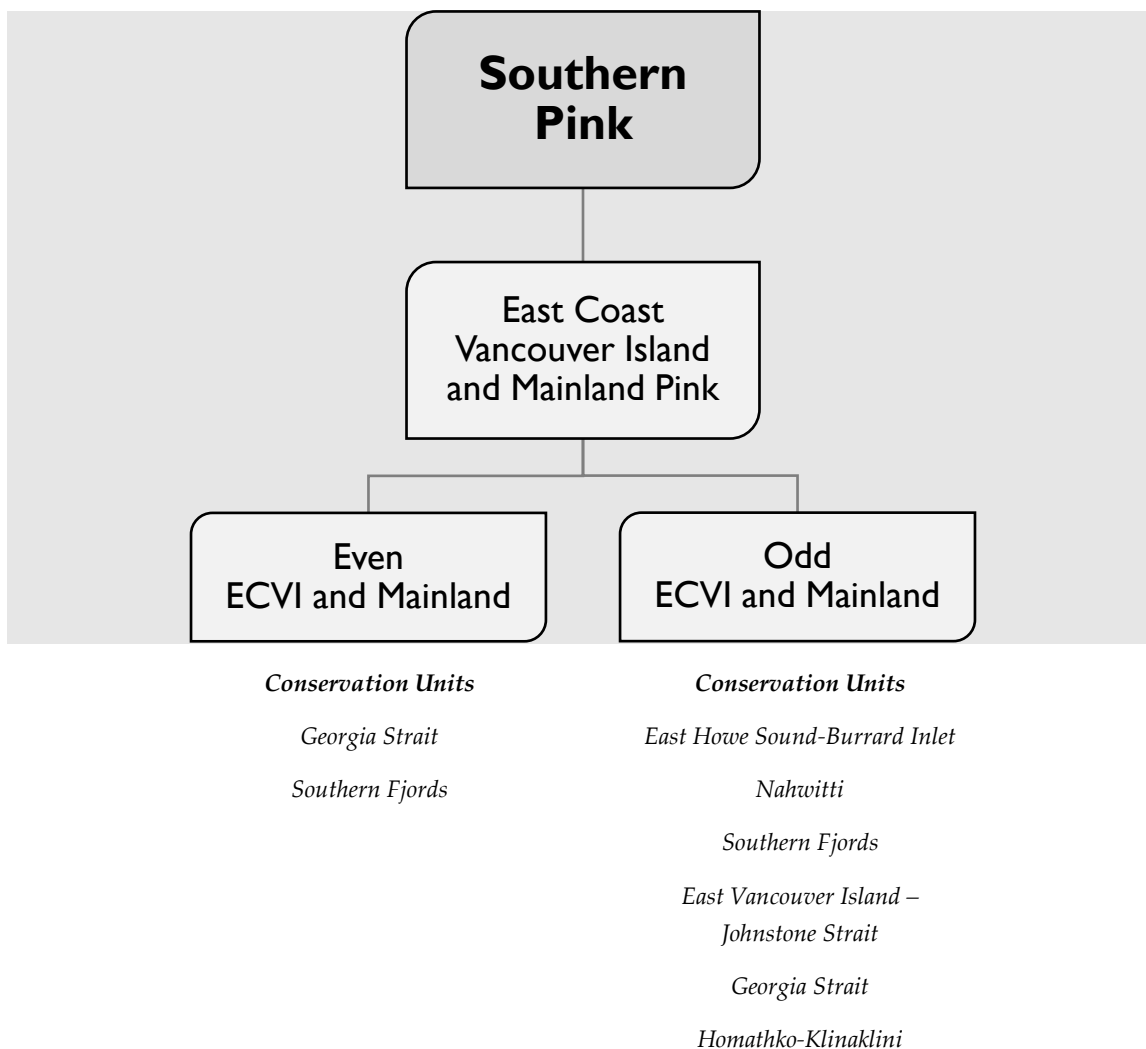 Southern
Pink
East Coast
Vancouver Island
and Mainland Pink
Even
ECVI and Mainland
Odd
ECVI and Mainland
Conservation Units
Georgia Strait
Southern Fjords
Conservation Units
East Howe Sound-Burrard Inlet
Nahwitti
Southern Fjords
East Vancouver Island –
Johnstone Strait
Georgia Strait
Homathko-Klinaklini